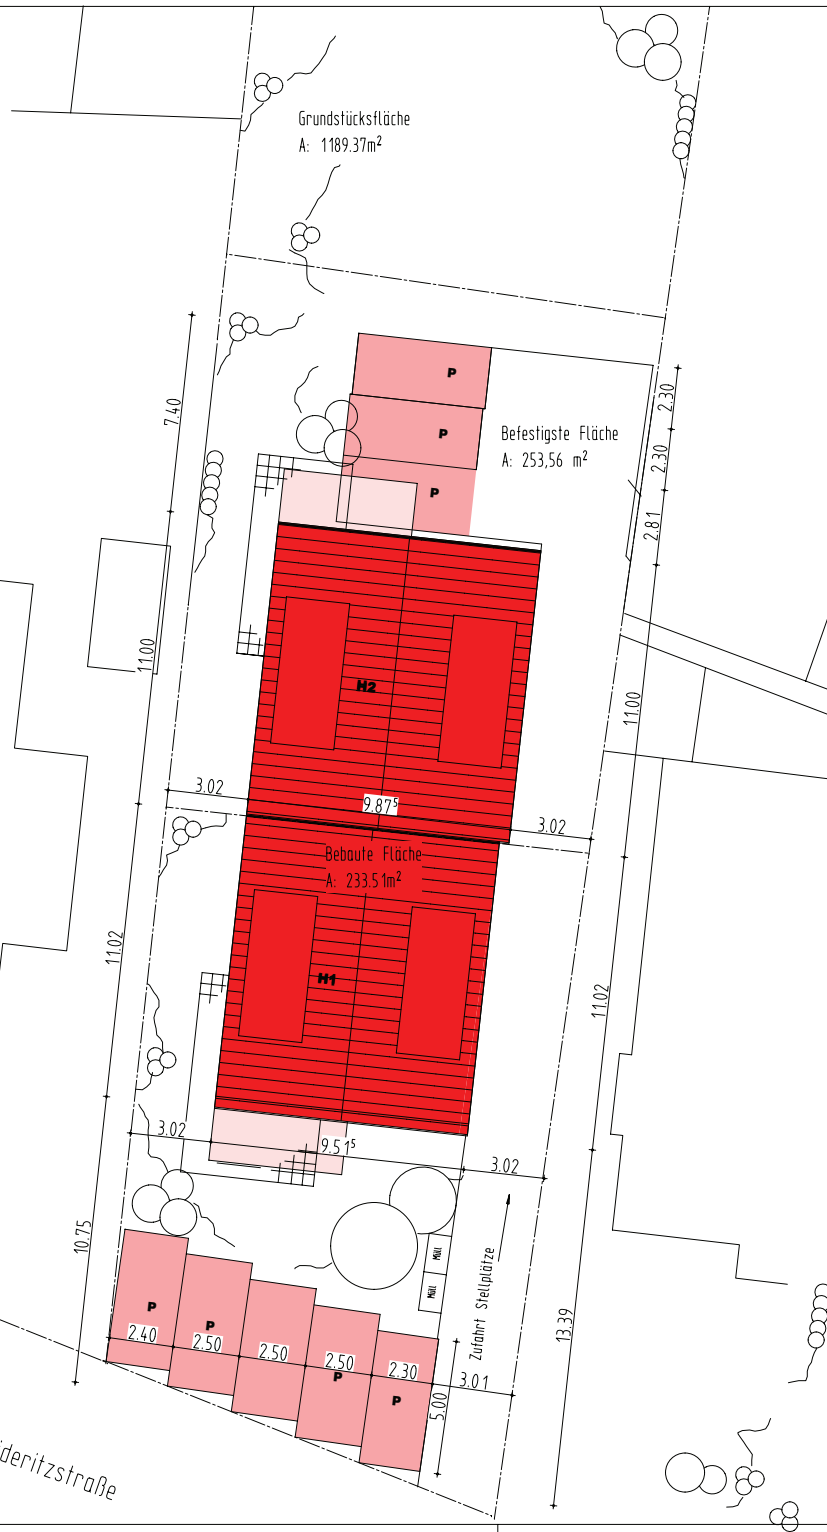 Grundstücksfläche
A: 1189.37m²
P
P
P
Befestigste Fläche
A: 253,56 m²
7.40
2.30
2.30
2.81
11.00
H2
11.00
3.02
9.87⁵
3.02
Bebaute Fläche
A: 233.51m²
11.02
H1
11.02
3.02
9.51⁵
3.02
10.75
Müll
Müll
Zufahrt Stellplätze
13.39
P
P
P
P
2.40
2.50
2.50
2.50
2.30
3.01
5.00
deritzstraße